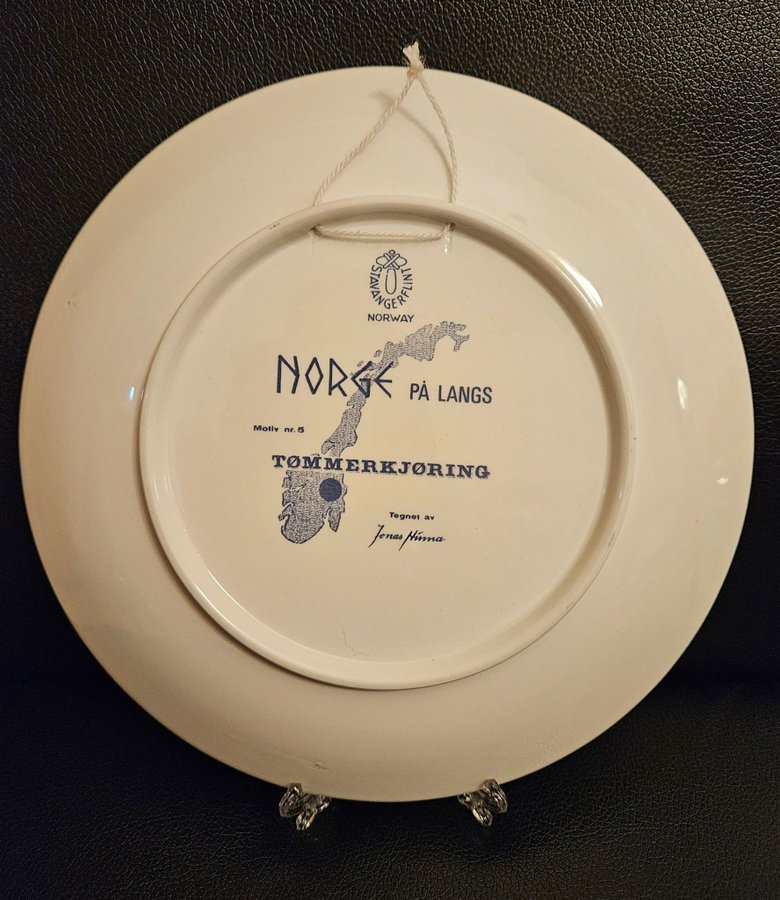 STAVANGERFLINT
NORWAY
NORGE PÅ LANGS
Motiv nr. 5
TØMMERKJØRING
Tegnet av
Jonas Hinna